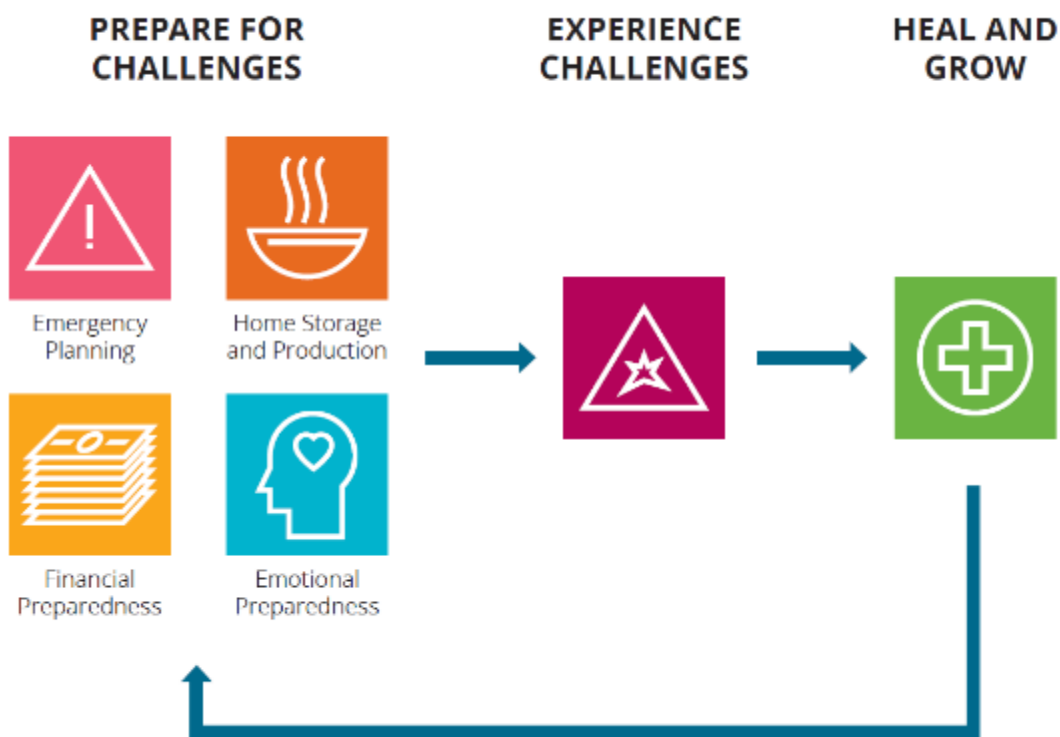 PREPARE FOR
CHALLENGES
EXPERIENCE
CHALLENGES
HEAL AND
GROW
!
Emergency
Planning
Home Storage
and Production
Financial
Preparedness
Emotional
Preparedness